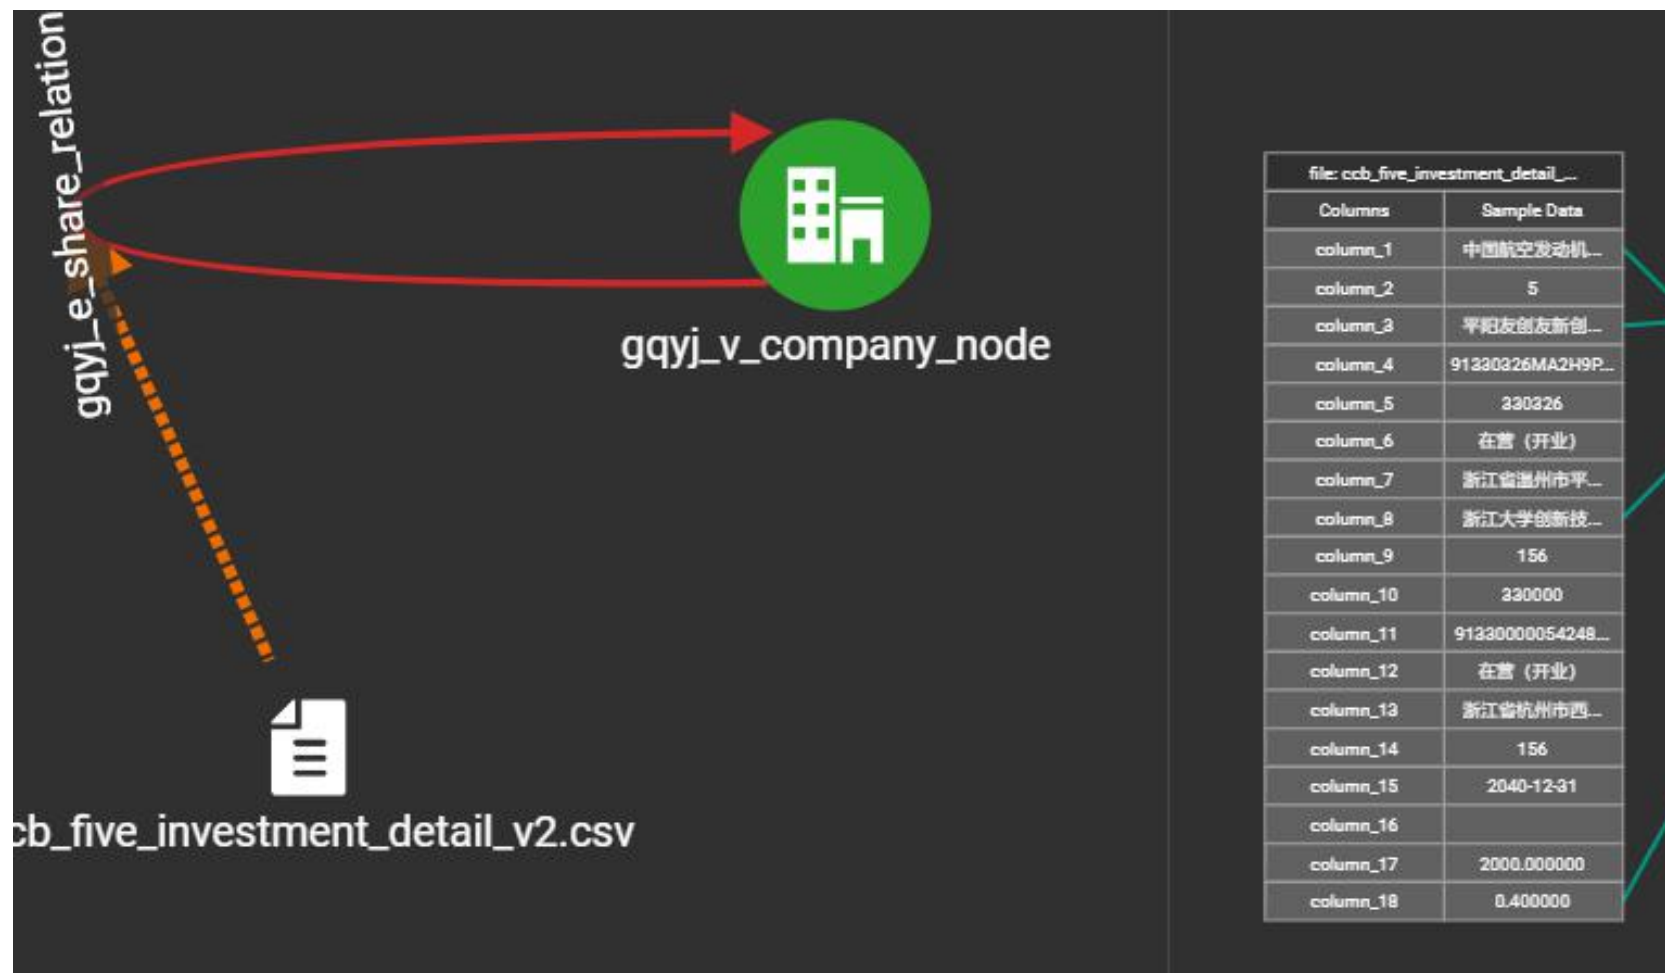 gqyj_e_share_relation
gqyj_v_company_node
cb_five_investment_detail_v2.csv
file: ccb_five_investment_detail_...
Columns Sample Data
column_1 中国航空发动机...
column_2 5
column_3 平阳友创友新创...
column_4 91330326MA2H9P...
column_5 330326
column_6 在营（开业）
column_7 浙江省温州市平...
column_8 浙江大学创新技...
column_9 156
column_10 330000
column_11 91330000054248...
column_12 在营（开业）
column_13 浙江省杭州市西...
column_14 156
column_15 2040-12-31
column_16
column_17 2000.000000
column_18 0.400000